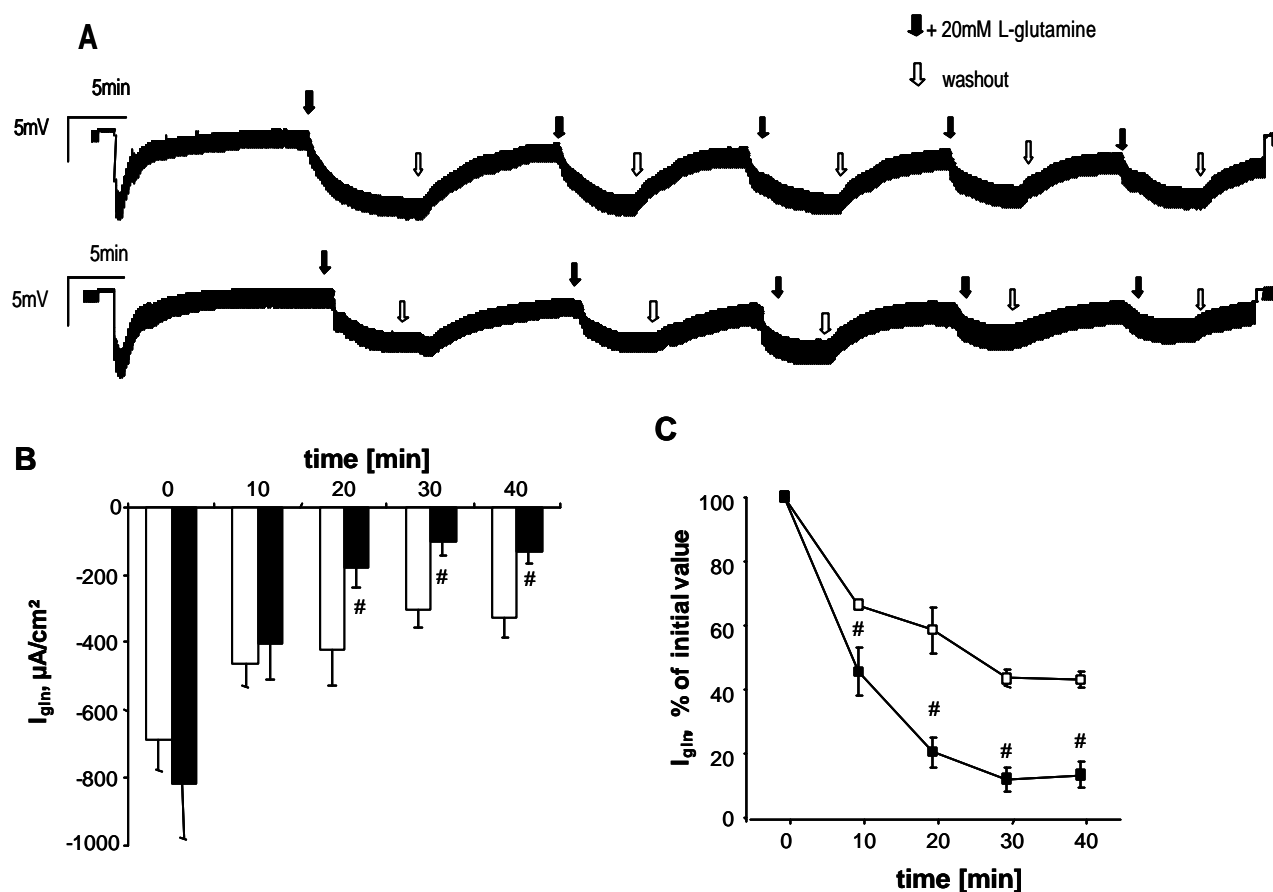 A
+ 20mM L-glutamine
washout
5min
5mV
5min
5mV
B
time [min]
0 10 20 30 40
0
-200
-400
-600
-800
-1000
I gln, µA/cm²
# # #
C
100
80
60
40
20
0
I gln, % of initial value
# # # #
0 10 20 30 40
time [min]